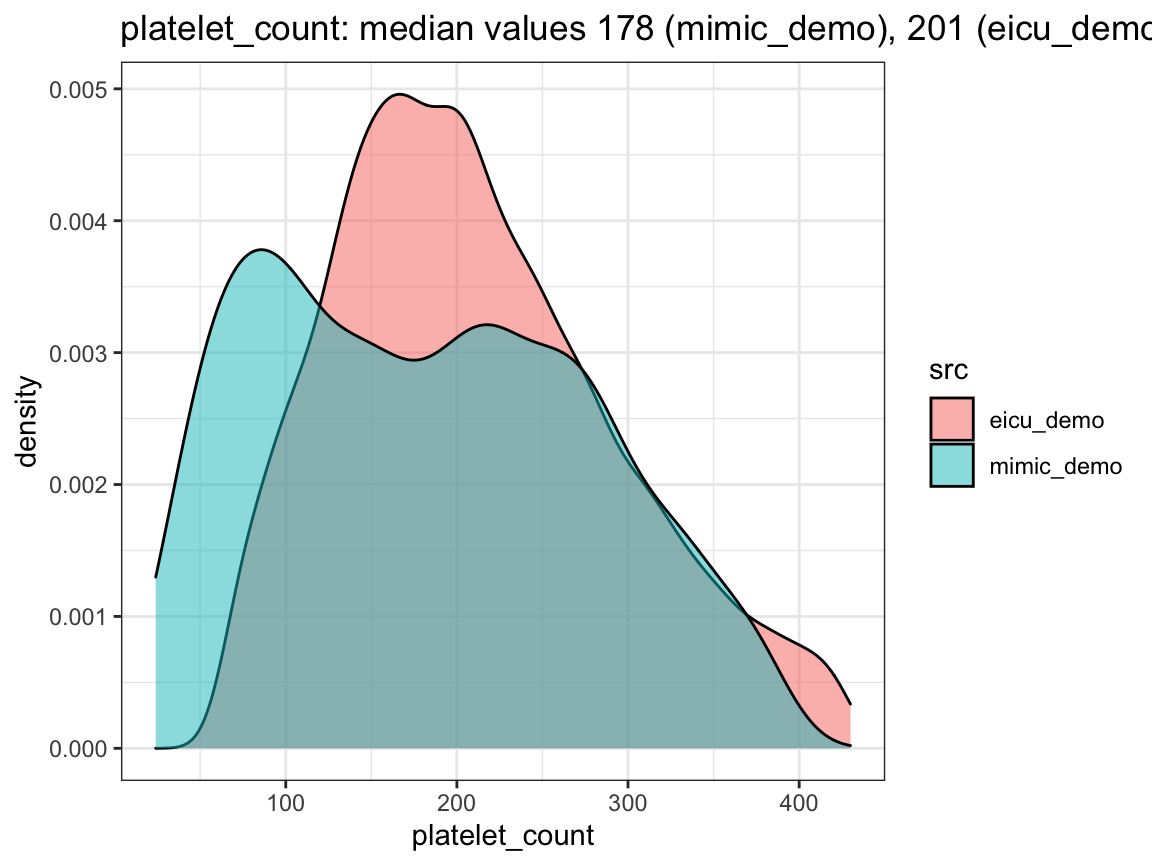 platelet_count: median values 178 (mimic_demo), 201 (eicu_demo
0.005
0.004
0.003
0.002
0.001
0.000
density
100 200 300 400
platelet_count
src
eicu_demo
mimic_demo